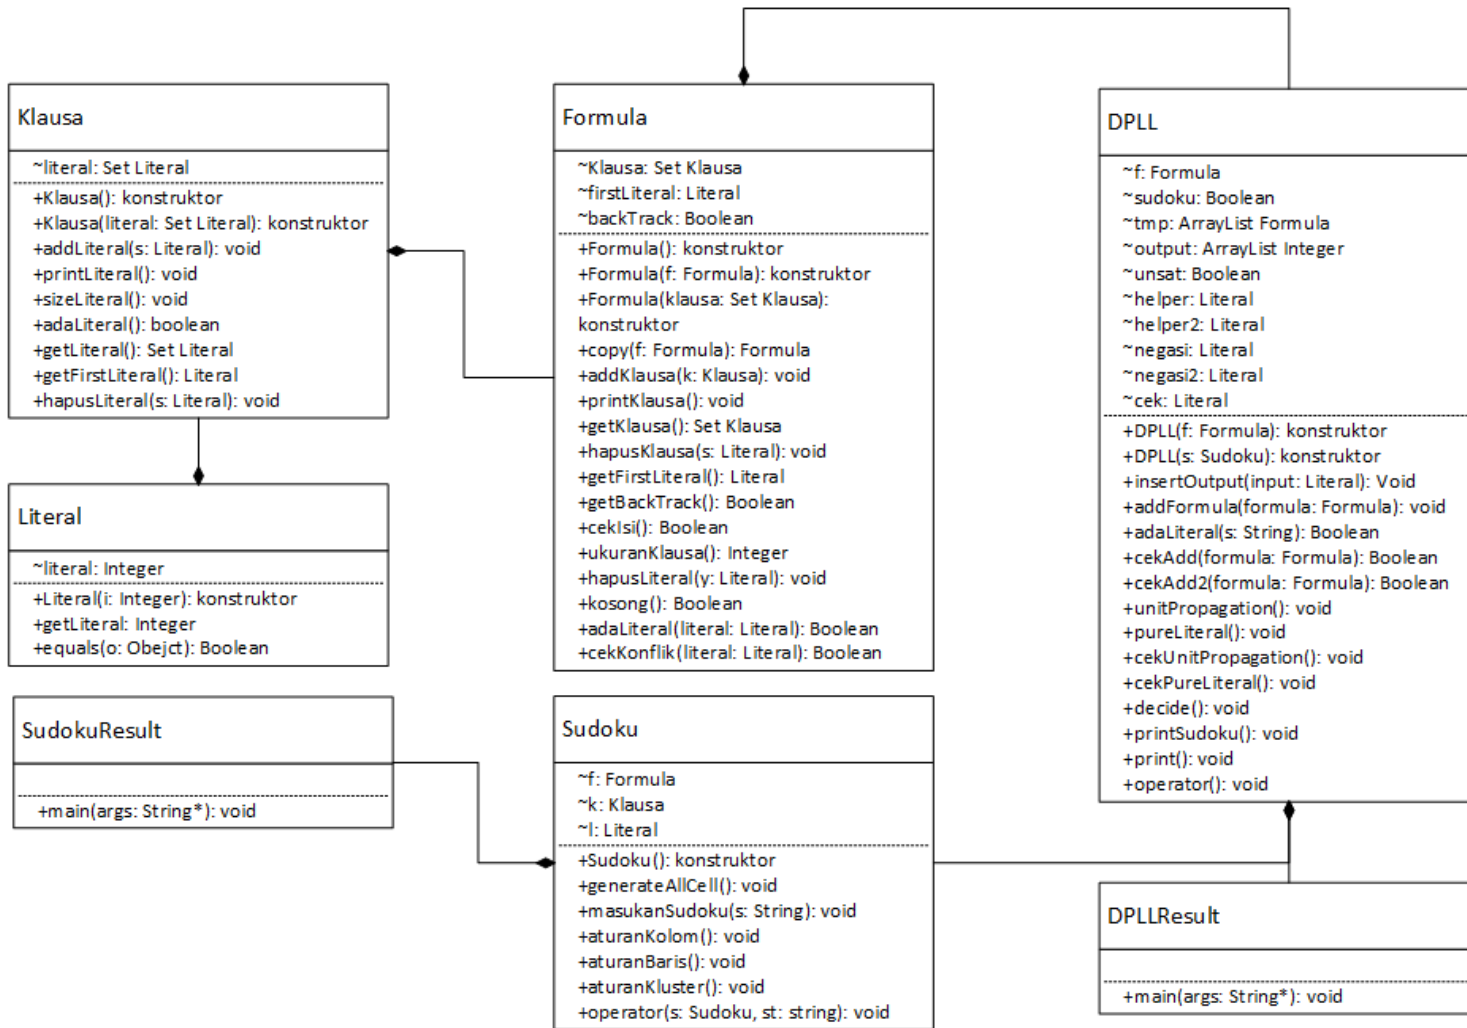 Klausa
~literal: Set Literal
+Klausa(): konstruktor
+Klausa(literal: Set Literal): konstruktor
+addLiteral(s: Literal): void
+printLiteral(): void
+sizeLiteral(): void
+adaLiteral(): boolean
+getLiteral(): Set Literal
+getFirstLiteral(): Literal
+hapusLiteral(s: Literal): void
Formula
~Klausa: Set Klausa
~firstLiteral: Literal
~backTrack: Boolean
+Formula(): konstruktor
+Formula(f: Formula): konstruktor
+Formula(klausa: Set Klausa):
konstruktor
+copy(f: Formula): Formula
+addKlausa(k: Klausa): void
+printKlausa(): void
+getKlausa(): Set Klausa
+hapusKlausa(s: Literal): void
+getFirstLiteral(): Literal
+getBackTrack(): Boolean
+cekIsi(): Boolean
+ukuranKlausa(): Integer
+hapusLiteral(y: Literal): void
+kosong(): Boolean
+adaLiteral(literal: Literal): Boolean
+cekKonflik(literal: Literal): Boolean
DPLL
~f: Formula
~sudoku: Boolean
~tmp: ArrayList Formula
~output: ArrayList Integer
~unsat: Boolean
~helper: Literal
~helper2: Literal
~negasi: Literal
~negasi2: Literal
~cek: Literal
+DPLL(f: Formula): konstruktor
+DPLL(s: Sudoku): konstruktor
+insertOutput(input: Literal): Void
+addFormula(formula: Formula): void
+adaLiteral(s: String): Boolean
+cekAdd(formula: Formula): Boolean
+cekAdd2(formula: Formula): Boolean
+unitPropagation(): void
+pureLiteral(): void
+cekUnitPropagation(): void
+cekPureLiteral(): void
+decide(): void
+printSudoku(): void
+print(): void
+operator(): void
Literal
~literal: Integer
+Literal(i: Integer): konstruktor
+getLiteral: Integer
+equals(o: Obejct): Boolean
SudokuResult
+main(args: String*): void
Sudoku
~f: Formula
~k: Klausa
~l: Literal
+Sudoku(): konstruktor
+generateAllCell(): void
+masukanSudoku(s: String): void
+aturanKolom(): void
+aturanBaris(): void
+aturanKluster(): void
+operator(s: Sudoku, st: string): void
DPLLResult
+main(args: String*): void